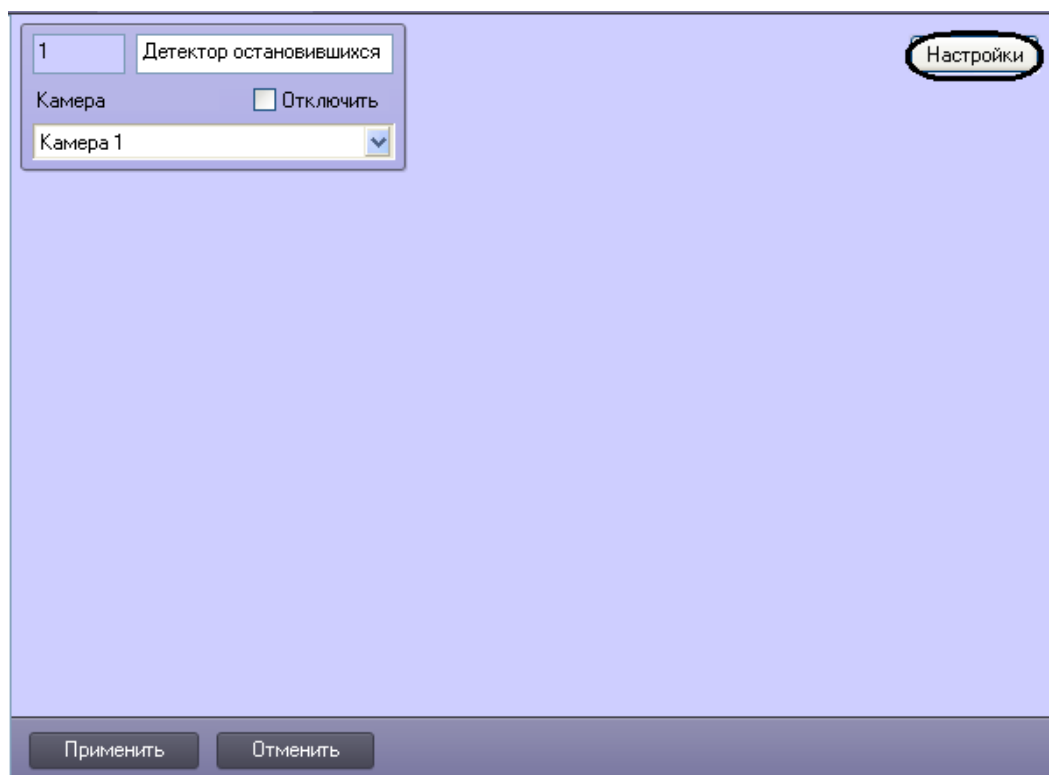 1 Детектор остановившихся
Настройки
Камера Отключить
Камера 1
Применить Отменить